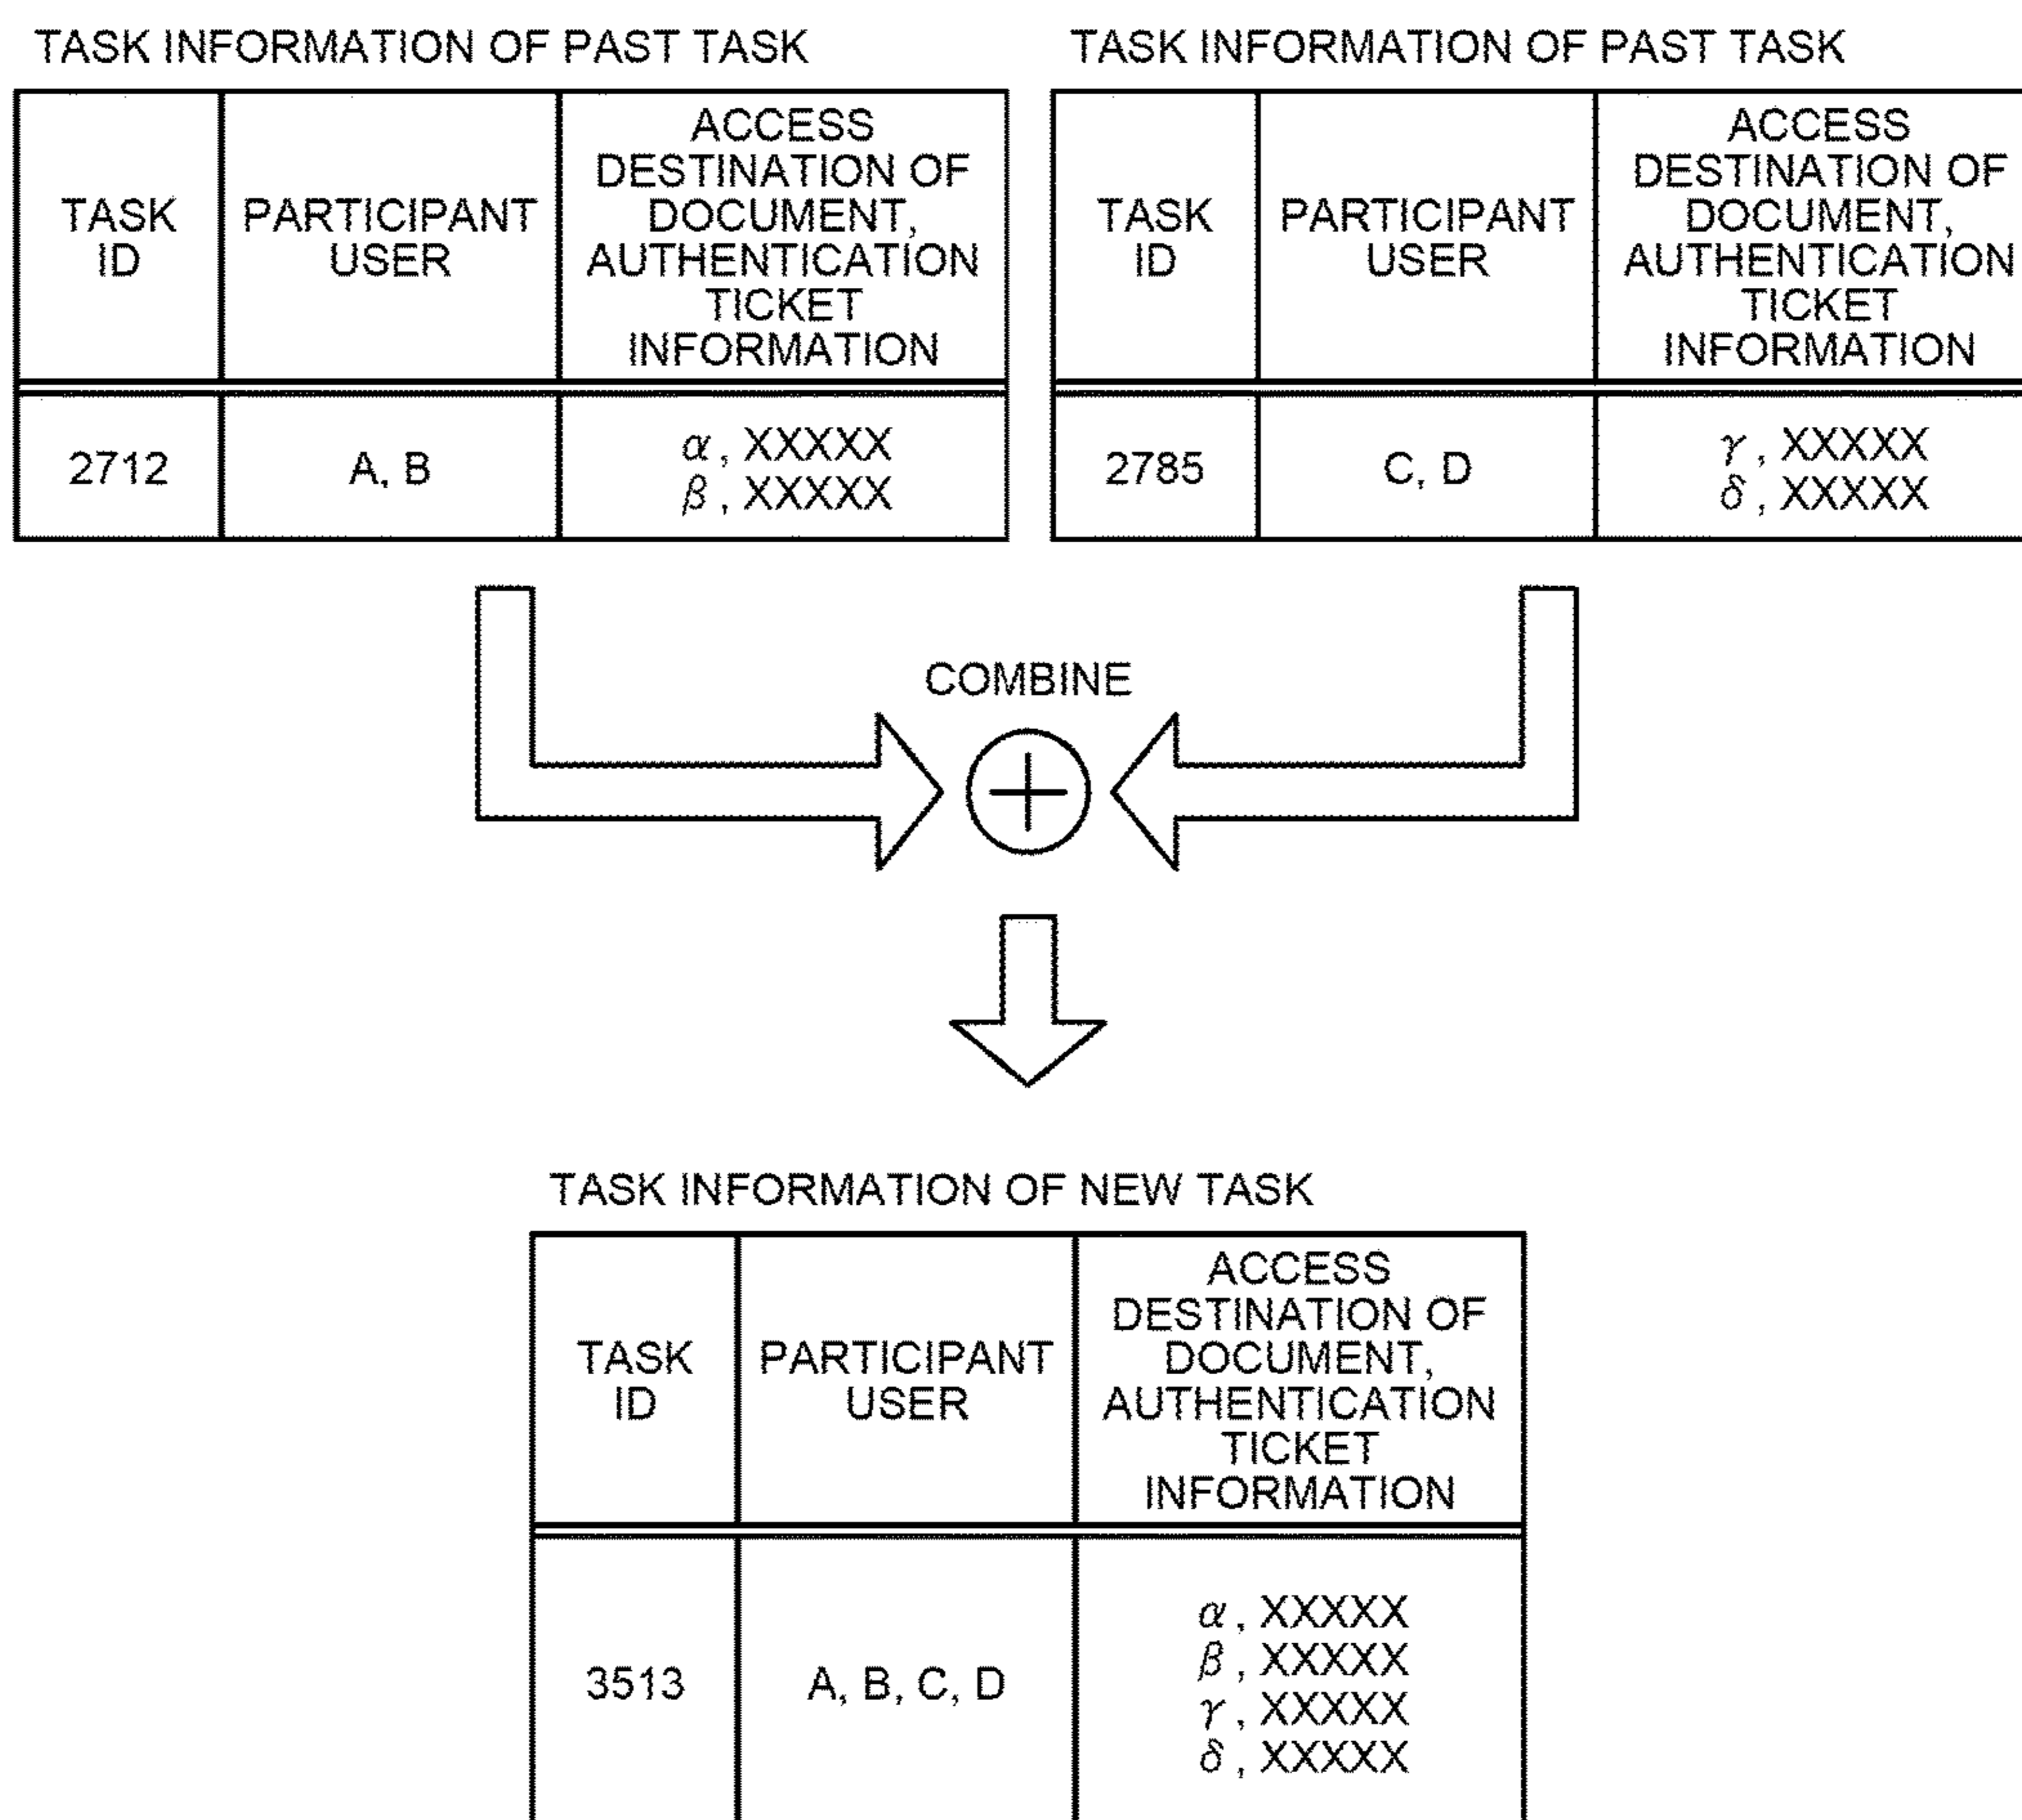 TASK INFORMATION OF PAST TASK
TASK ID
PARTICIPANT USER
ACCESS
DESTINATION OF
DOCUMENT,
AUTHENTICATION
TICKET
INFORMATION
2712
A, B
α, XXXXX
β, XXXXX
TASK INFORMATION OF PAST TASK
TASK ID
PARTICIPANT USER
ACCESS
DESTINATION OF
DOCUMENT,
AUTHENTICATION
TICKET
INFORMATION
2785
C, D
γ, XXXXX
δ, XXXXX
COMBINE
TASK INFORMATION OF NEW TASK
TASK ID
PARTICIPANT USER
ACCESS
DESTINATION OF
DOCUMENT,
AUTHENTICATION
TICKET
INFORMATION
3513
A, B, C, D
α, XXXXX
β, XXXXX
γ, XXXXX
δ, XXXXX